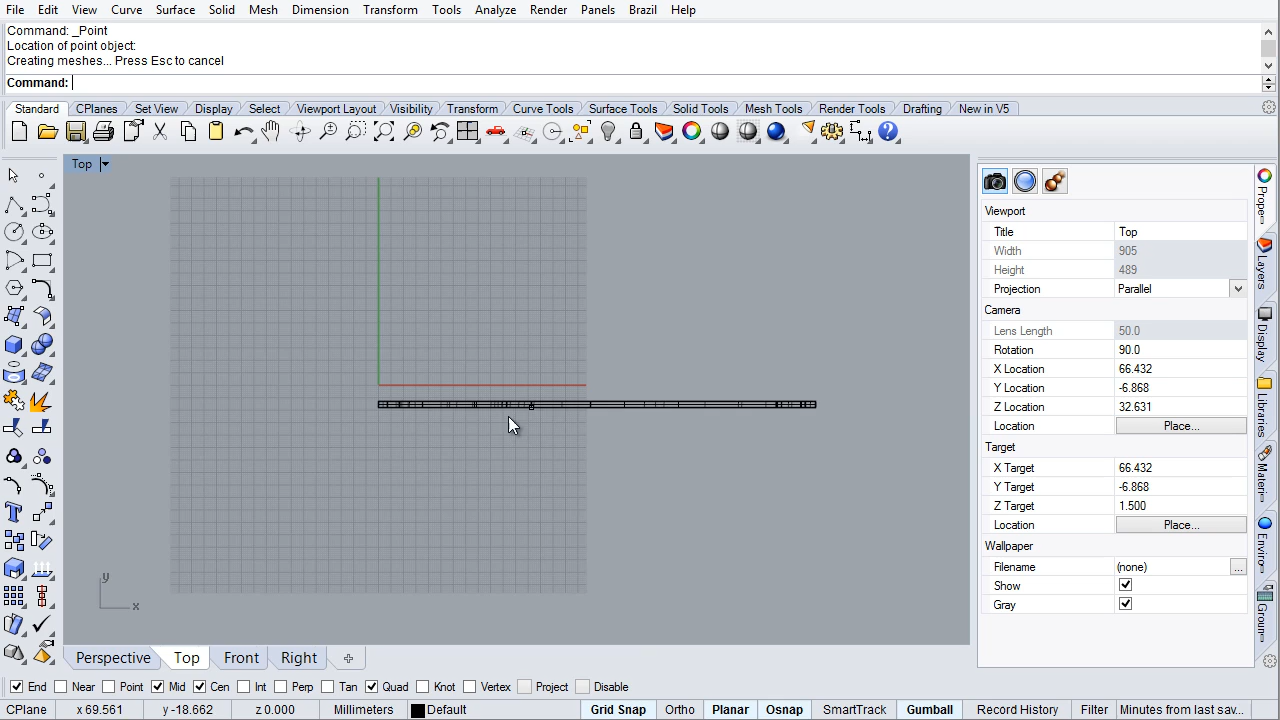 File Edit View Curve Surface Solid Mesh Dimension Transform Tools Analyze Render Panels Brazil Help
Command: _Point
Location of point object:
Creating meshes... Press Esc to cancel
Command:
Standard CPlanes Set View Display Select Viewport Layout Visibility Transform Curve Tools Surface Tools Solid Tools Mesh Tools Render Tools Drafting New in V5
Top
Viewport
Title Top
Width 905
Height 489
Projection Parallel
Camera
Lens Length 50.0
Rotation 90.0
X Location 66.432
Y Location -6.868
Z Location 32.631
Location Place...
Target
X Target 66.432
Y Target -6.868
Z Target 1.500
Location Place...
Wallpaper
Filename (none) ...
Show
Gray
Prope...
Layers
Display
Libraries
Materi...
Enviro...
Groun...
y
x
Perspective Top Front Right
End Near Point Mid Cen Int Perp Tan Quad Knot Vertex Project Disable
CPlane x 69.561 y -18.662 z 0.000 Millimeters Default Grid Snap Ortho Planar Osnap SmartTrack Gumball Record History Filter Minutes from last sav...